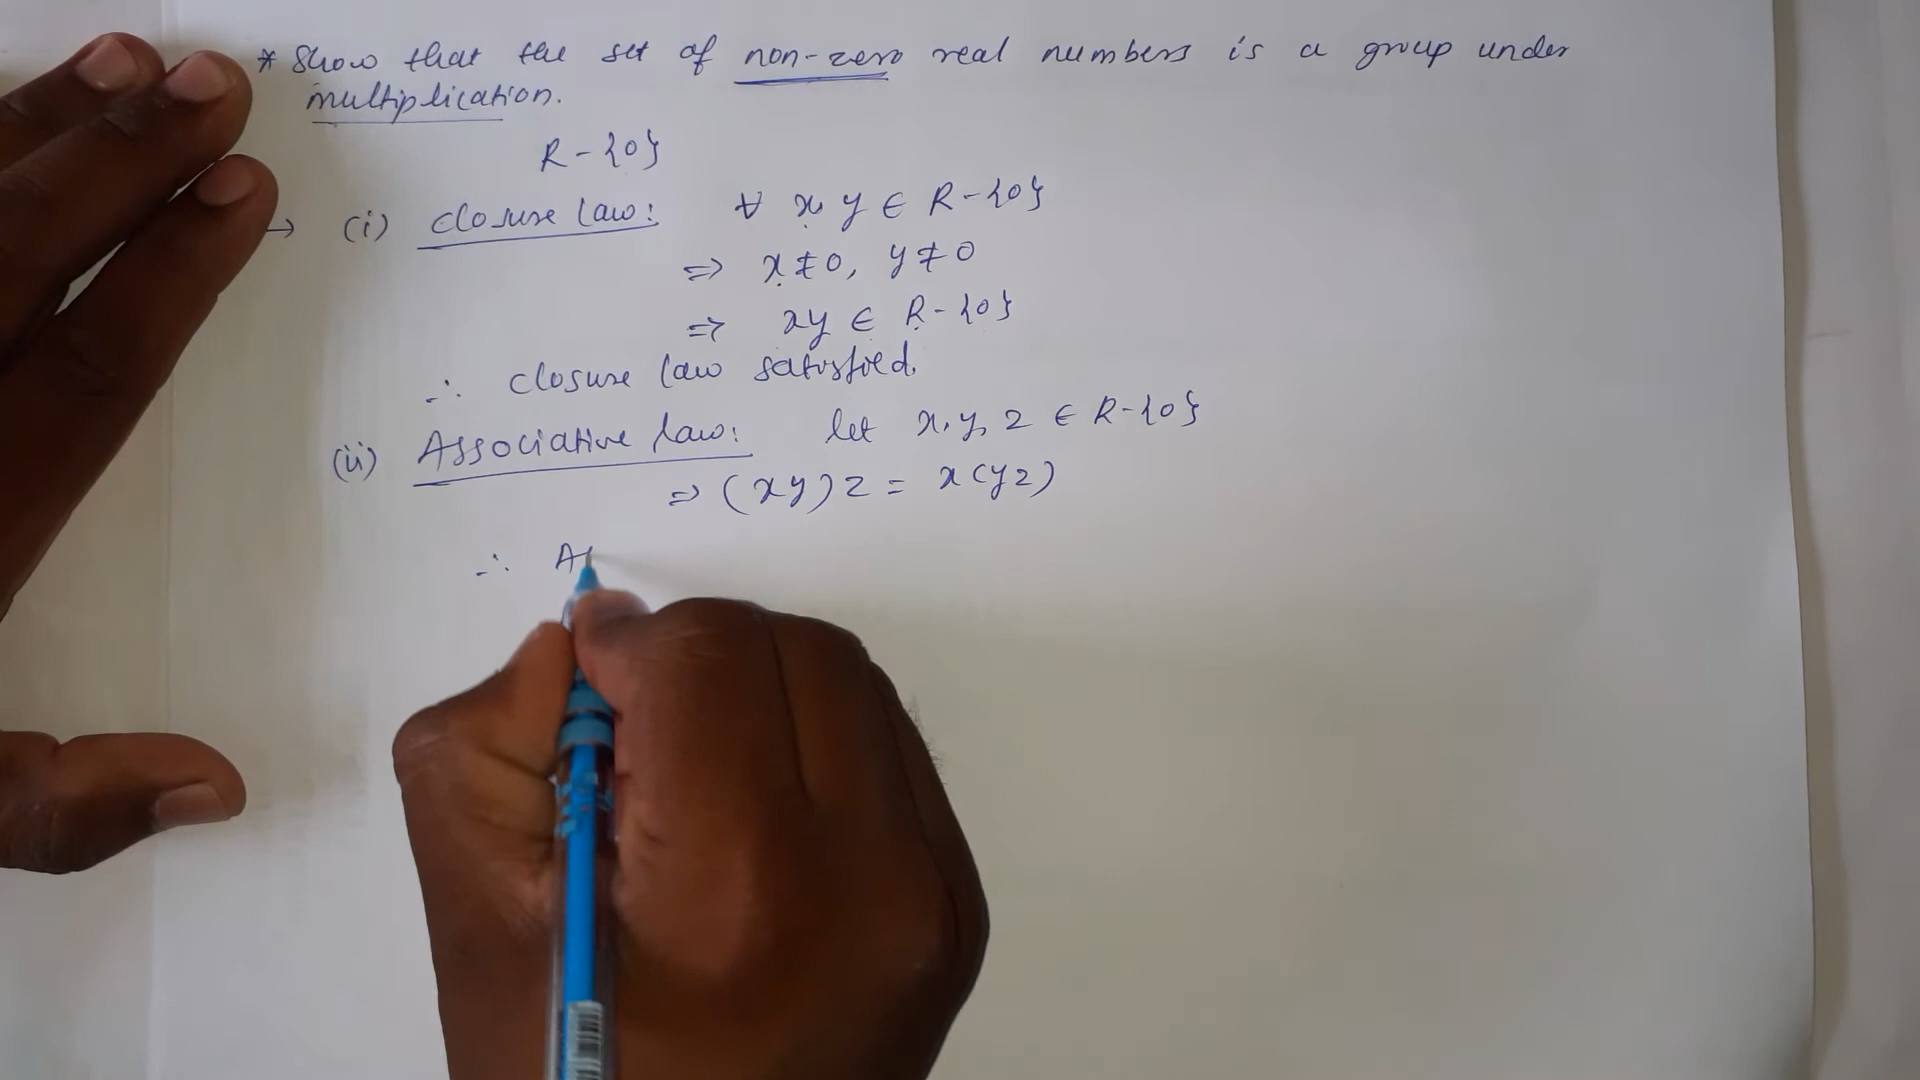 * Show that the set of non-zero real numbers is a group under
multiplication.
R - {0}
→ (i) closure law: ∀ x, y ∈ R - {0}
⇒ x ≠ 0, y ≠ 0
⇒ xy ∈ R - {0}
∴ closure law satisfied.
(ii) Associative law: let x, y, z ∈ R - {0}
⇒ (xy)z = x(yz)
∴ As